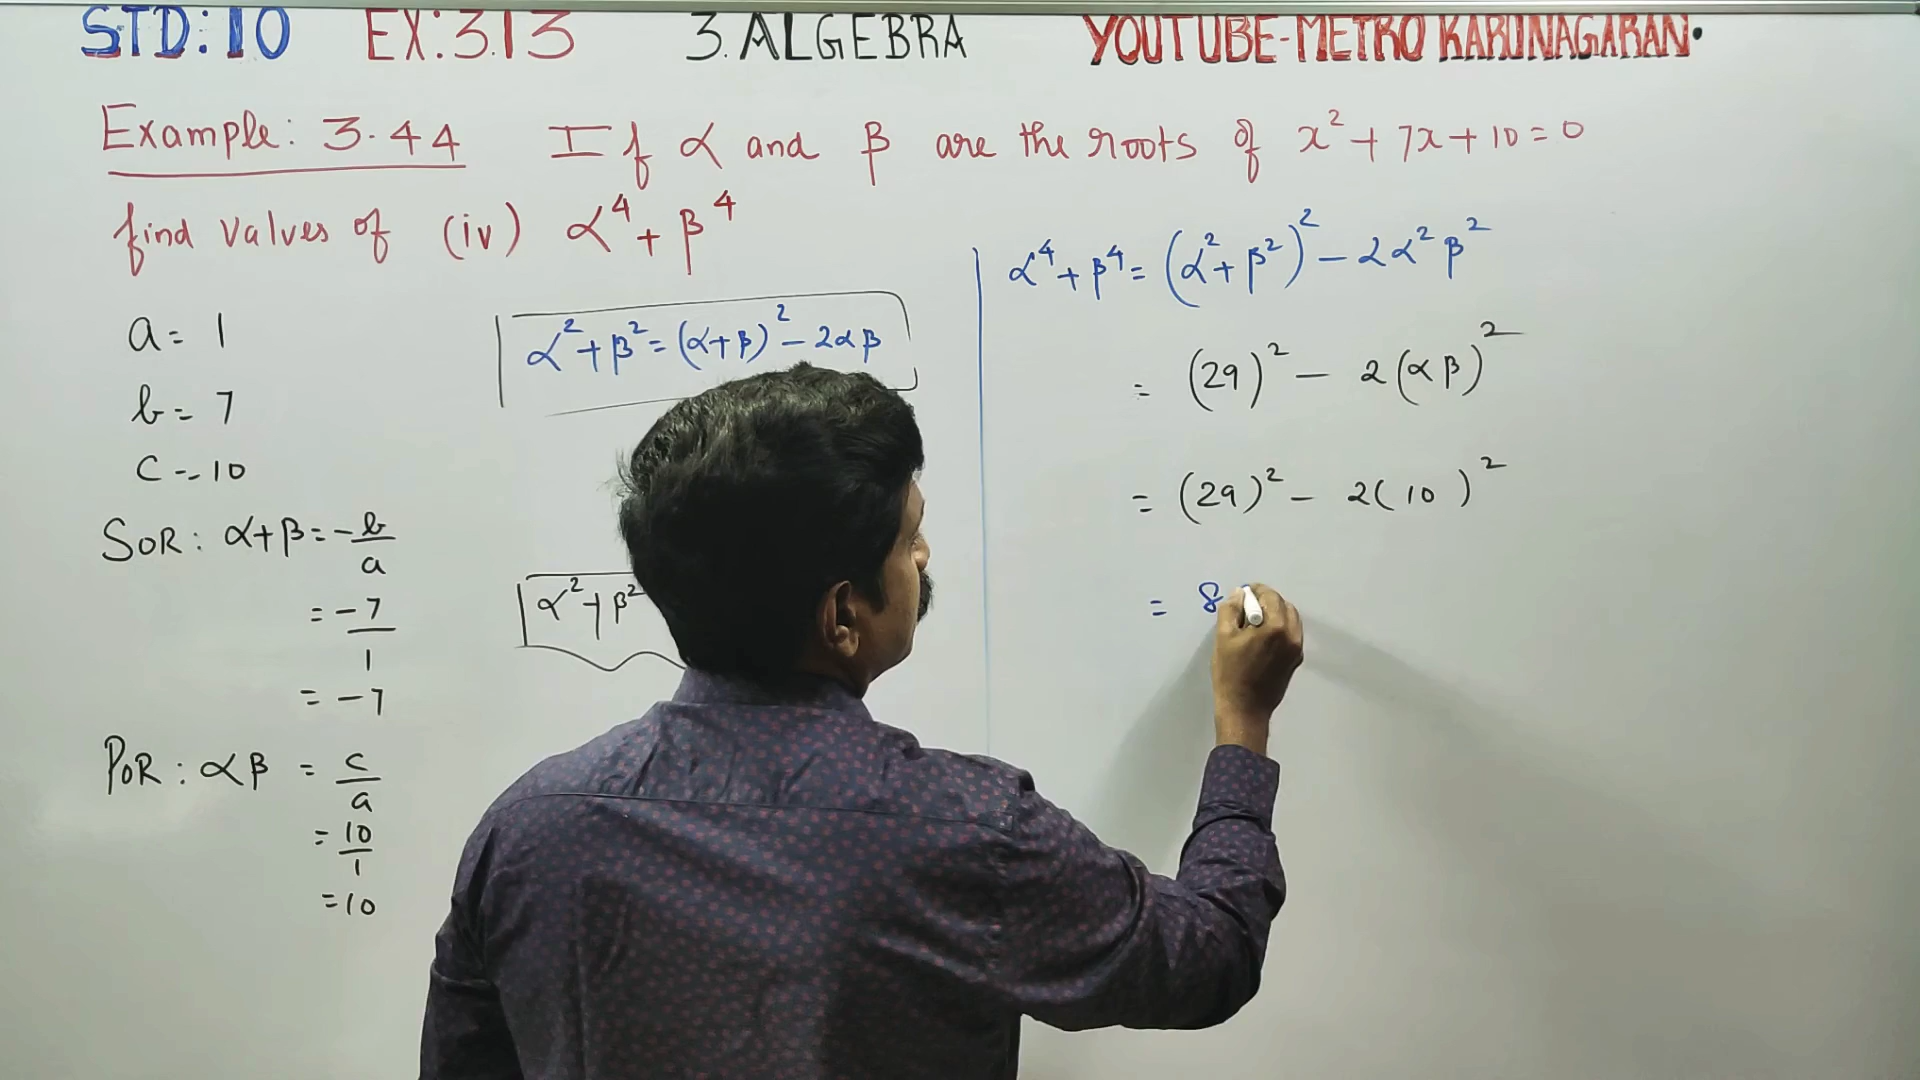 STD:10 EX:3.13 3.ALGEBRA YOUTUBE-METRO KARUNAGARAN.
Example: 3.44 If α and β are the roots of x² + 7x + 10 = 0
find values of (iv) α⁴ + β⁴
a = 1
b = 7
c = 10
SOR: α+β = -b/a
= -7/1
= -7
POR: αβ = c/a
= 10/1
= 10
α² + β² = (α+β)² - 2αβ
α² + β²
α⁴ + β⁴ = (α² + β²)² - 2α²β²
= (29)² - 2(αβ)²
= (29)² - 2(10)²
= 8